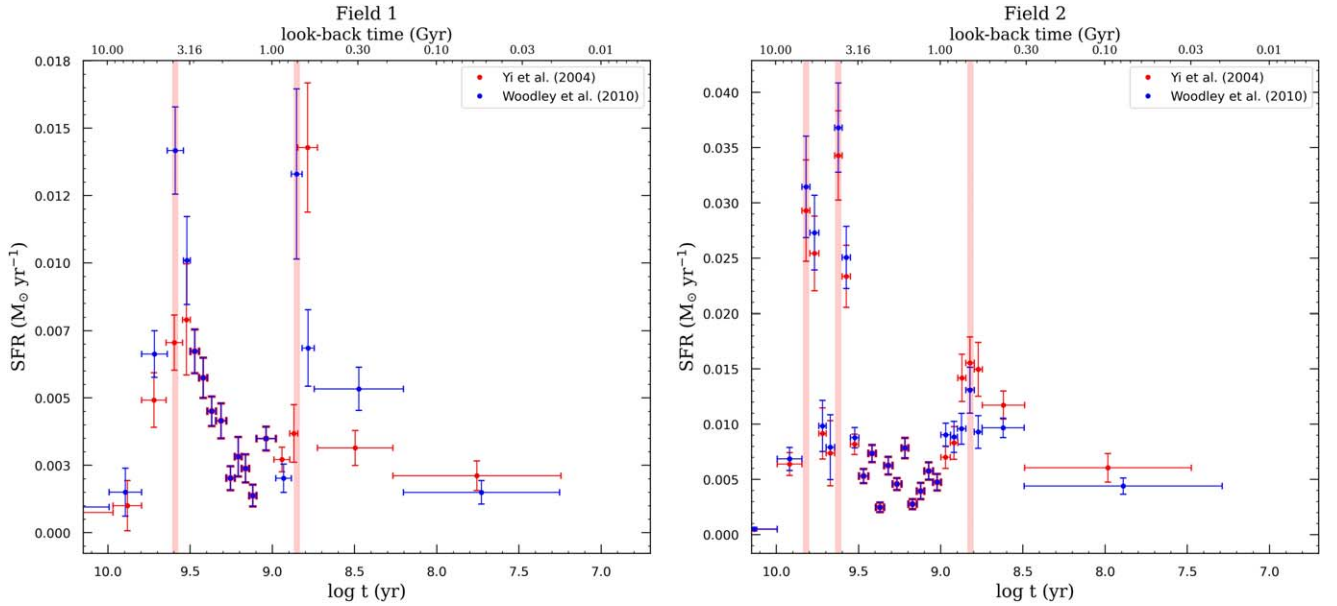 Field 1
look-back time (Gyr)
10.00 3.16 1.00 0.30 0.10 0.03 0.01
Yi et al. (2004)
Woodley et al. (2010)
0.018
0.015
0.013
0.010
0.007
0.005
0.003
0.000
SFR (M⊙ yr⁻¹)
10.0 9.5 9.0 8.5 8.0 7.5 7.0
log t (yr)
Field 2
look-back time (Gyr)
10.00 3.16 1.00 0.30 0.10 0.03 0.01
Yi et al. (2004)
Woodley et al. (2010)
0.040
0.035
0.030
0.025
0.020
0.015
0.010
0.005
0.000
SFR (M⊙ yr⁻¹)
10.0 9.5 9.0 8.5 8.0 7.5 7.0
log t (yr)